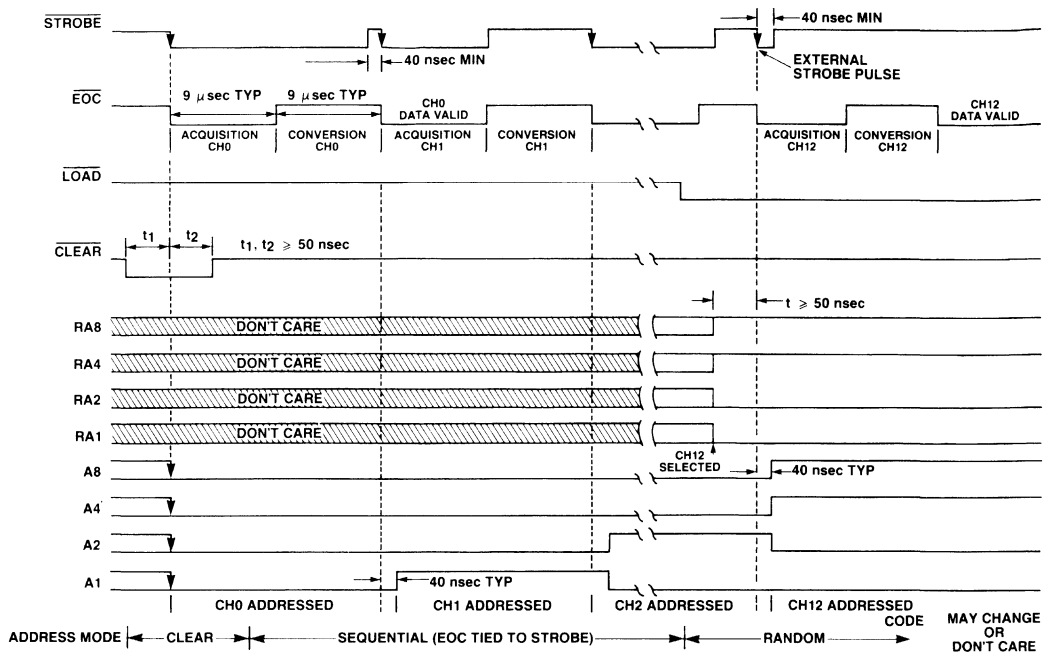 STROBE
40 nsec MIN
40 nsec MIN
EXTERNAL
STROBE PULSE
EOC
9 μsec TYP
9 μsec TYP
CH0
DATA VALID
CH12
DATA VALID
ACQUISITION
CH0
CONVERSION
CH0
ACQUISITION
CH1
CONVERSION
CH1
ACQUISITION
CH12
CONVERSION
CH12
LOAD
CLEAR
t1
t2
t1, t2 ⩾ 50 nsec
t ⩾ 50 nsec
RA8
DON'T CARE
RA4
DON'T CARE
RA2
DON'T CARE
RA1
DON'T CARE
CH12
SELECTED
A8
40 nsec TYP
A4
A2
A1
40 nsec TYP
CH0 ADDRESSED
CH1 ADDRESSED
CH2 ADDRESSED
CH12 ADDRESSED
CODE
MAY CHANGE
OR
DON'T CARE
ADDRESS MODE
CLEAR
SEQUENTIAL (EOC TIED TO STROBE)
RANDOM